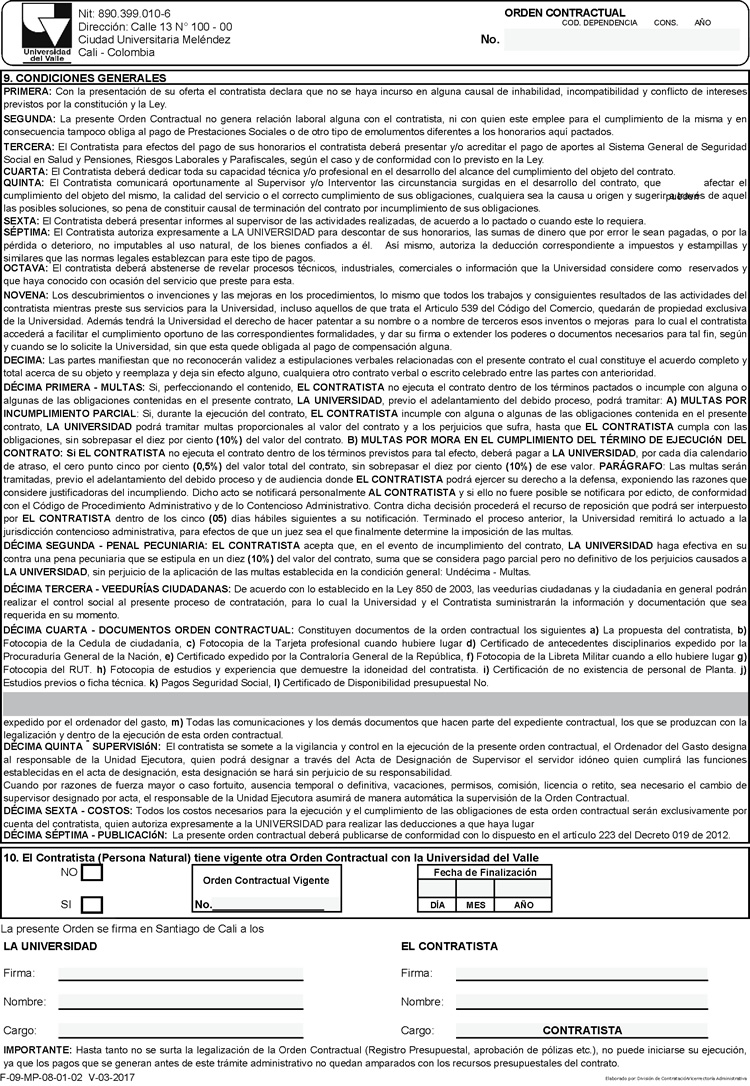 Universidad
del Valle
Nit: 890.399.010-6
Dirección: Calle 13 N° 100 - 00
Ciudad Universitaria Meléndez
Cali - Colombia
ORDEN CONTRACTUAL
COD. DEPENDENCIA CONS. AÑO
No.
9. CONDICIONES GENERALES
PRIMERA: Con la presentación de su oferta el contratista declara que no se haya incurso en alguna causal de inhabilidad, incompatibilidad y conflicto de intereses
previstos por la constitución y la Ley.
SEGUNDA: La presente Orden Contractual no genera relación laboral alguna con el contratista, ni con quien este emplee para el cumplimiento de la misma y en
consecuencia tampoco obliga al pago de Prestaciones Sociales o de otro tipo de emolumentos diferentes a los honorarios aquí pactados.
TERCERA: El Contratista para efectos del pago de sus honorarios el contratista deberá presentar y/o acreditar el pago de aportes al Sistema General de Seguridad
Social en Salud y Pensiones, Riesgos Laborales y Parafiscales, según el caso y de conformidad con lo previsto en la Ley.
CUARTA: El Contratista deberá dedicar toda su capacidad técnica y/o profesional en el desarrollo del alcance del cumplimiento del objeto del contrato.
QUINTA: El Contratista comunicará oportunamente al Supervisor y/o Interventor las circunstancia surgidas en el desarrollo del contrato, que puedan afectar el
cumplimiento del objeto del mismo, la calidad del servicio o el correcto cumplimiento de sus obligaciones, cualquiera sea la causa u origen y sugerir a través de aquel
las posibles soluciones, so pena de constituir causal de terminación del contrato por incumplimiento de sus obligaciones.
SEXTA: El Contratista deberá presentar informes al supervisor de las actividades realizadas, de acuerdo a lo pactado o cuando este lo requiera.
SÉPTIMA: El Contratista autoriza expresamente a LA UNIVERSIDAD para descontar de sus honorarios, las sumas de dinero que por error le sean pagadas, o por la
pérdida o deterioro, no imputables al uso natural, de los bienes confiados a él. Así mismo, autoriza la deducción correspondiente a impuestos y estampillas y
similares que las normas legales establezcan para este tipo de pagos.
OCTAVA: El contratista deberá abstenerse de revelar procesos técnicos, industriales, comerciales o información que la Universidad considere como reservados y
que haya conocido con ocasión del servicio que preste para esta.
NOVENA: Los descubrimientos o invenciones y las mejoras en los procedimientos, lo mismo que todos los trabajos y consiguientes resultados de las actividades del
contratista mientras preste sus servicios para la Universidad, incluso aquellos de que trata el Articulo 539 del Código del Comercio, quedarán de propiedad exclusiva
de la Universidad. Además tendrá la Universidad el derecho de hacer patentar a su nombre o a nombre de terceros esos inventos o mejoras para lo cual el contratista
accederá a facilitar el cumplimiento oportuno de las correspondientes formalidades, y dar su firma o extender los poderes o documentos necesarios para tal fin, según
y cuando se lo solicite la Universidad, sin que esta quede obligada al pago de compensación alguna.
DECIMA: Las partes manifiestan que no reconocerán validez a estipulaciones verbales relacionadas con el presente contrato el cual constituye el acuerdo completo y
total acerca de su objeto y reemplaza y deja sin efecto alguno, cualquiera otro contrato verbal o escrito celebrado entre las partes con anterioridad.
DÉCIMA PRIMERA - MULTAS: Si, perfeccionando el contenido, EL CONTRATISTA no ejecuta el contrato dentro de los términos pactados o incumple con alguna o
algunas de las obligaciones contenidas en el presente contrato, LA UNIVERSIDAD, previo el adelantamiento del debido proceso, podrá tramitar: A) MULTAS POR
INCUMPLIMIENTO PARCIAL: Si, durante la ejecución del contrato, EL CONTRATISTA incumple con alguna o algunas de las obligaciones contenida en el presente
contrato, LA UNIVERSIDAD podrá tramitar multas proporcionales al valor del contrato y a los perjuicios que sufra, hasta que EL CONTRATISTA cumpla con las
obligaciones, sin sobrepasar el diez por ciento (10%) del valor del contrato. B) MULTAS POR MORA EN EL CUMPLIMIENTO DEL TÉRMINO DE EJECUCIóN DEL
CONTRATO: Si EL CONTRATISTA no ejecuta el contrato dentro de los términos previstos para tal efecto, deberá pagar a LA UNIVERSIDAD, por cada día calendario
de atraso, el cero punto cinco por ciento (0,5%) del valor total del contrato, sin sobrepasar el diez por ciento (10%) de ese valor. PARÁGRAFO: Las multas serán
tramitadas, previo el adelantamiento del debido proceso y de audiencia donde EL CONTRATISTA podrá ejercer su derecho a la defensa, exponiendo las razones que
considere justificadoras del incumpliendo. Dicho acto se notificará personalmente AL CONTRATISTA y si ello no fuere posible se notificara por edicto, de conformidad
con el Código de Procedimiento Administrativo y de lo Contencioso Administrativo. Contra dicha decisión procederá el recurso de reposición que podrá ser interpuesto
por EL CONTRATISTA dentro de los cinco (05) días hábiles siguientes a su notificación. Terminado el proceso anterior, la Universidad remitirá lo actuado a la
jurisdicción contencioso administrativa, para efectos de que un juez sea el que finalmente determine la imposición de las multas.
DÉCIMA SEGUNDA - PENAL PECUNIARIA: EL CONTRATISTA acepta que, en el evento de incumplimiento del contrato, LA UNIVERSIDAD haga efectiva en su
contra una pena pecuniaria que se estipula en un diez (10%) del valor del contrato, suma que se considera pago parcial pero no definitivo de los perjuicios causados a
LA UNIVERSIDAD, sin perjuicio de la aplicación de las multas establecida en la condición general: Undécima - Multas.
DÉCIMA TERCERA - VEEDURÍAS CIUDADANAS: De acuerdo con lo establecido en la Ley 850 de 2003, las veedurías ciudadanas y la ciudadanía en general podrán
realizar el control social al presente proceso de contratación, para lo cual la Universidad y el Contratista suministrarán la información y documentación que sea
requerida en su momento.
DÉCIMA CUARTA - DOCUMENTOS ORDEN CONTRACTUAL: Constituyen documentos de la orden contractual los siguientes a) La propuesta del contratista, b)
Fotocopia de la Cedula de ciudadanía, c) Fotocopia de la Tarjeta profesional cuando hubiere lugar d) Certificado de antecedentes disciplinarios expedido por la
Procuraduría General de la Nación, e) Certificado expedido por la Contraloría General de la República, f) Fotocopia de la Libreta Militar cuando a ello hubiere lugar g)
Fotocopia del RUT. h) Fotocopia de estudios y experiencia que demuestre la idoneidad del contratista. i) Certificación de no existencia de personal de Planta. j)
Estudios previos o ficha técnica. k) Pagos Seguridad Social, l) Certificado de Disponibilidad presupuestal No.
expedido por el ordenador del gasto, m) Todas las comunicaciones y los demás documentos que hacen parte del expediente contractual, los que se produzcan con la
legalización y dentro de la ejecución de esta orden contractual.
DÉCIMA QUINTA - SUPERVISIóN: El contratista se somete a la vigilancia y control en la ejecución de la presente orden contractual, el Ordenador del Gasto designa
al responsable de la Unidad Ejecutora, quien podrá designar a través del Acta de Designación de Supervisor el servidor idóneo quien cumplirá las funciones
establecidas en el acta de designación, esta designación se hará sin perjuicio de su responsabilidad.
Cuando por razones de fuerza mayor o caso fortuito, ausencia temporal o definitiva, vacaciones, permisos, comisión, licencia o retito, sea necesario el cambio de
supervisor designado por acta, el responsable de la Unidad Ejecutora asumirá de manera automática la supervisión de la Orden Contractual.
DÉCIMA SEXTA - COSTOS: Todos los costos necesarios para la ejecución y el cumplimiento de las obligaciones de esta orden contractual serán exclusivamente por
cuenta del contratista, quien autoriza expresamente a la UNIVERSIDAD para realizar las deducciones a que haya lugar
DÉCIMA SÉPTIMA - PUBLICACIÓN: La presente orden contractual deberá publicarse de conformidad con lo dispuesto en el artículo 223 del Decreto 019 de 2012.
10. El Contratista (Persona Natural) tiene vigente otra Orden Contractual con la Universidad del Valle
NO
SI
Orden Contractual Vigente
No.
Fecha de Finalización
DÍA MES AÑO
La presente Orden se firma en Santiago de Cali a los
LA UNIVERSIDAD EL CONTRATISTA
Firma: Firma:
Nombre: Nombre:
Cargo: Cargo: CONTRATISTA
IMPORTANTE: Hasta tanto no se surta la legalización de la Orden Contractual (Registro Presupuestal, aprobación de pólizas etc.), no puede iniciarse su ejecución,
ya que los pagos que se generan antes de este trámite administrativo no quedan amparados con los recursos presupuestales del contrato.
F-09-MP-08-01-02 V-03-2017
Elaborado por: División de Contratación